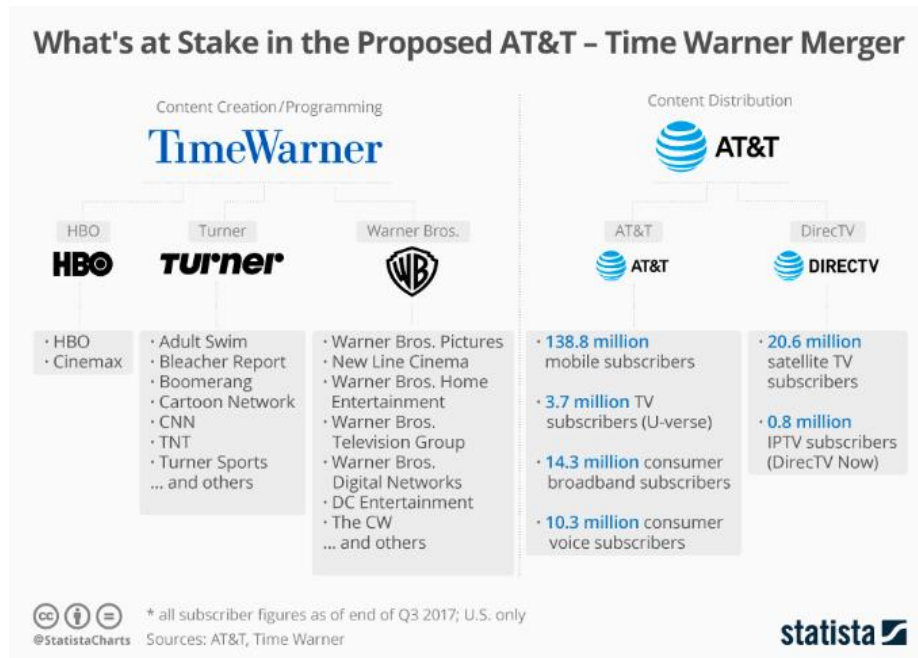 What's at Stake in the Proposed AT&T – Time Warner Merger
Content Creation/Programming
TimeWarner
HBO
HBO
· HBO
· Cinemax
Turner
Turner
· Adult Swim
· Bleacher Report
· Boomerang
· Cartoon Network
· CNN
· TNT
· Turner Sports
... and others
Warner Bros.
WB
· Warner Bros. Pictures
· New Line Cinema
· Warner Bros. Home
Entertainment
· Warner Bros.
Television Group
· Warner Bros.
Digital Networks
· DC Entertainment
· The CW
... and others
Content Distribution
AT&T
AT&T
AT&T
· 138.8 million
mobile subscribers
· 3.7 million TV
subscribers (U-verse)
· 14.3 million consumer
broadband subscribers
· 10.3 million consumer
voice subscribers
DirecTV
DIRECTV
· 20.6 million
satellite TV
subscribers
· 0.8 million
IPTV subscribers
(DirecTV Now)
cc
@StatistaCharts
* all subscriber figures as of end of Q3 2017; U.S. only
Sources: AT&T, Time Warner
statista